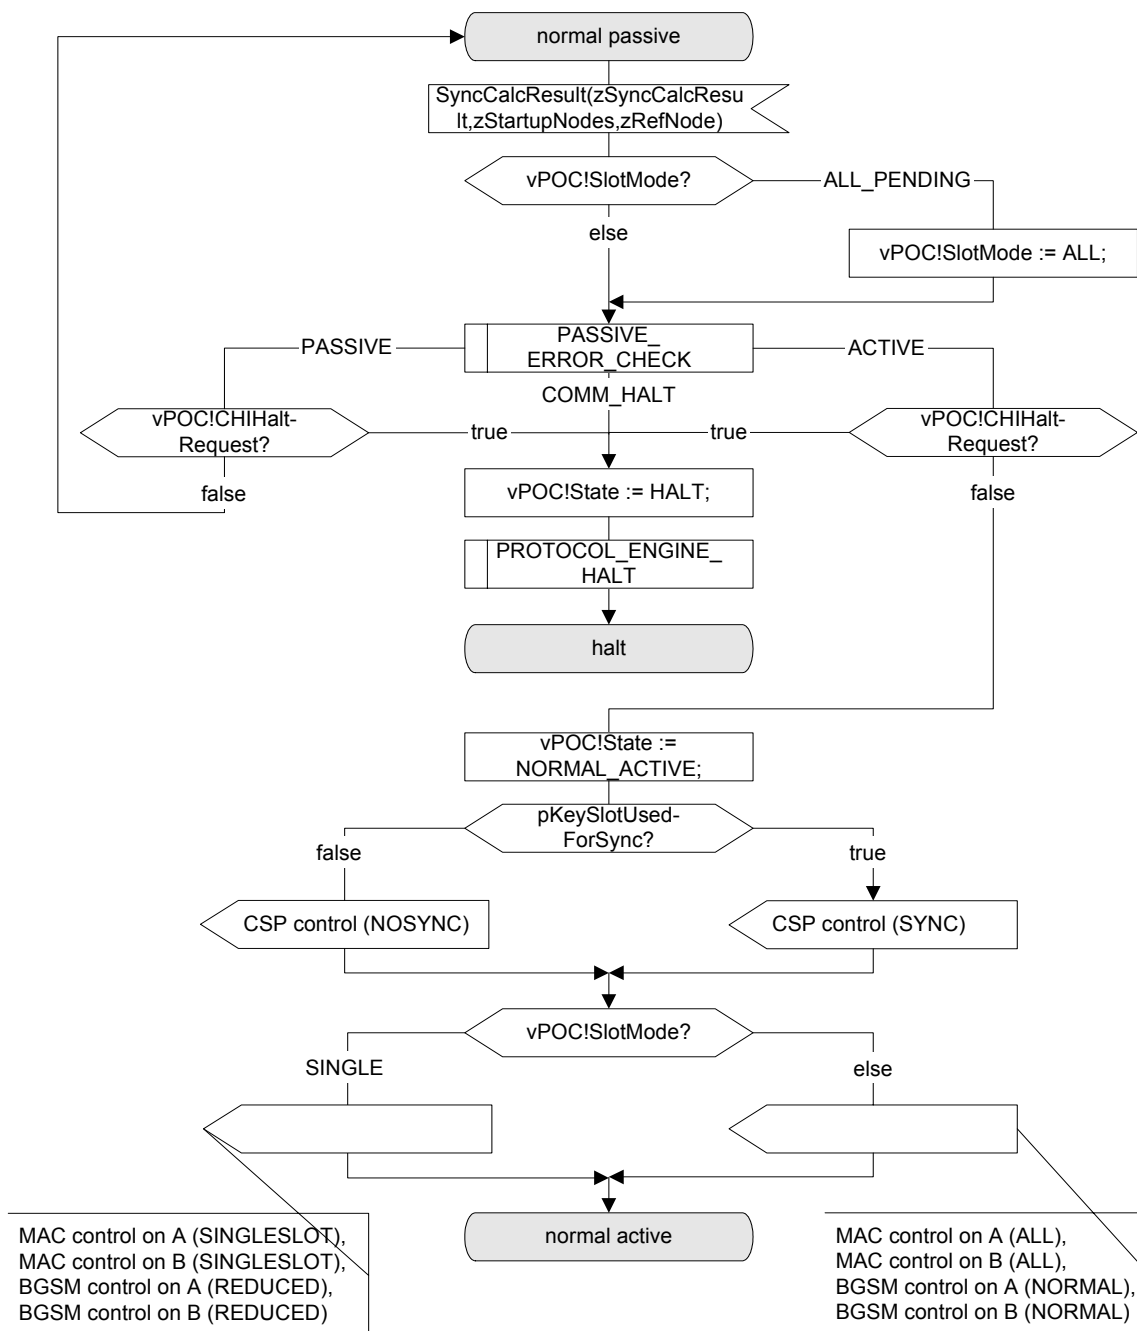 normal passive
SyncCalcResult(zSyncCalcResu
lt,zStartupNodes,zRefNode)
vPOC!SlotMode?
ALL_PENDING
else
vPOC!SlotMode := ALL;
PASSIVE
PASSIVE_
ERROR_CHECK
ACTIVE
COMM_HALT
vPOC!CHIHalt-
Request?
true
true
vPOC!CHIHalt-
Request?
false
vPOC!State := HALT;
false
PROTOCOL_ENGINE_
HALT
halt
vPOC!State :=
NORMAL_ACTIVE;
pKeySlotUsed-
ForSync?
false
true
CSP control (NOSYNC)
CSP control (SYNC)
vPOC!SlotMode?
SINGLE
else
normal active
MAC control on A (SINGLESLOT),
MAC control on B (SINGLESLOT),
BGSM control on A (REDUCED),
BGSM control on B (REDUCED)
MAC control on A (ALL),
MAC control on B (ALL),
BGSM control on A (NORMAL),
BGSM control on B (NORMAL)